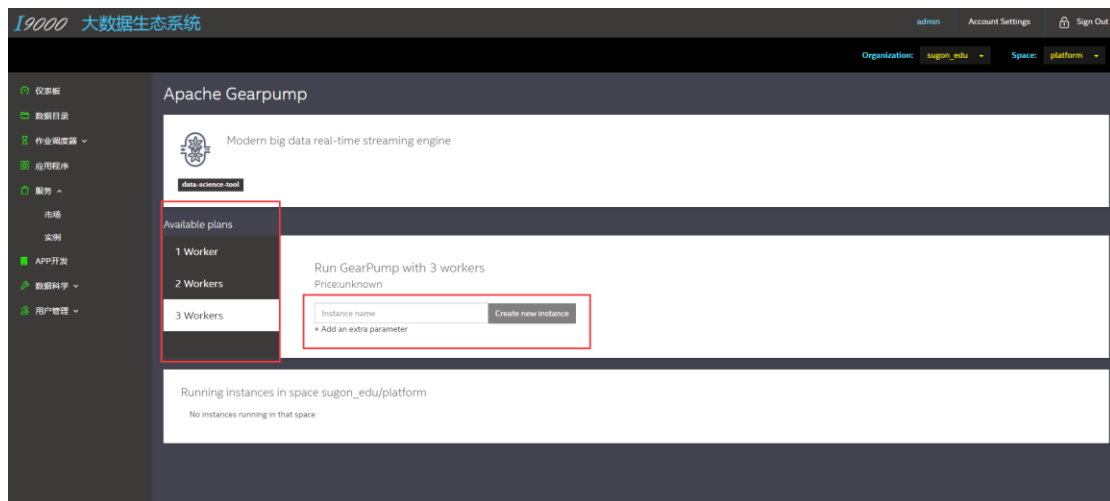 I9000 大数据生态系统
admin Account Settings Sign Out
Organization: sugon_edu Space: platform
仪表板
数据目录
作业调度器
应用程序
服务
市场
实例
APP开发
数据科学
用户管理
Apache Gearpump
Modern big data real-time streaming engine
data-science-tool
Available plans
1 Worker
2 Workers
3 Workers
Run GearPump with 3 workers
Price:unknown
Instance name Create new instance
+ Add an extra parameter
Running instances in space sugon_edu/platform
No instances running in that space